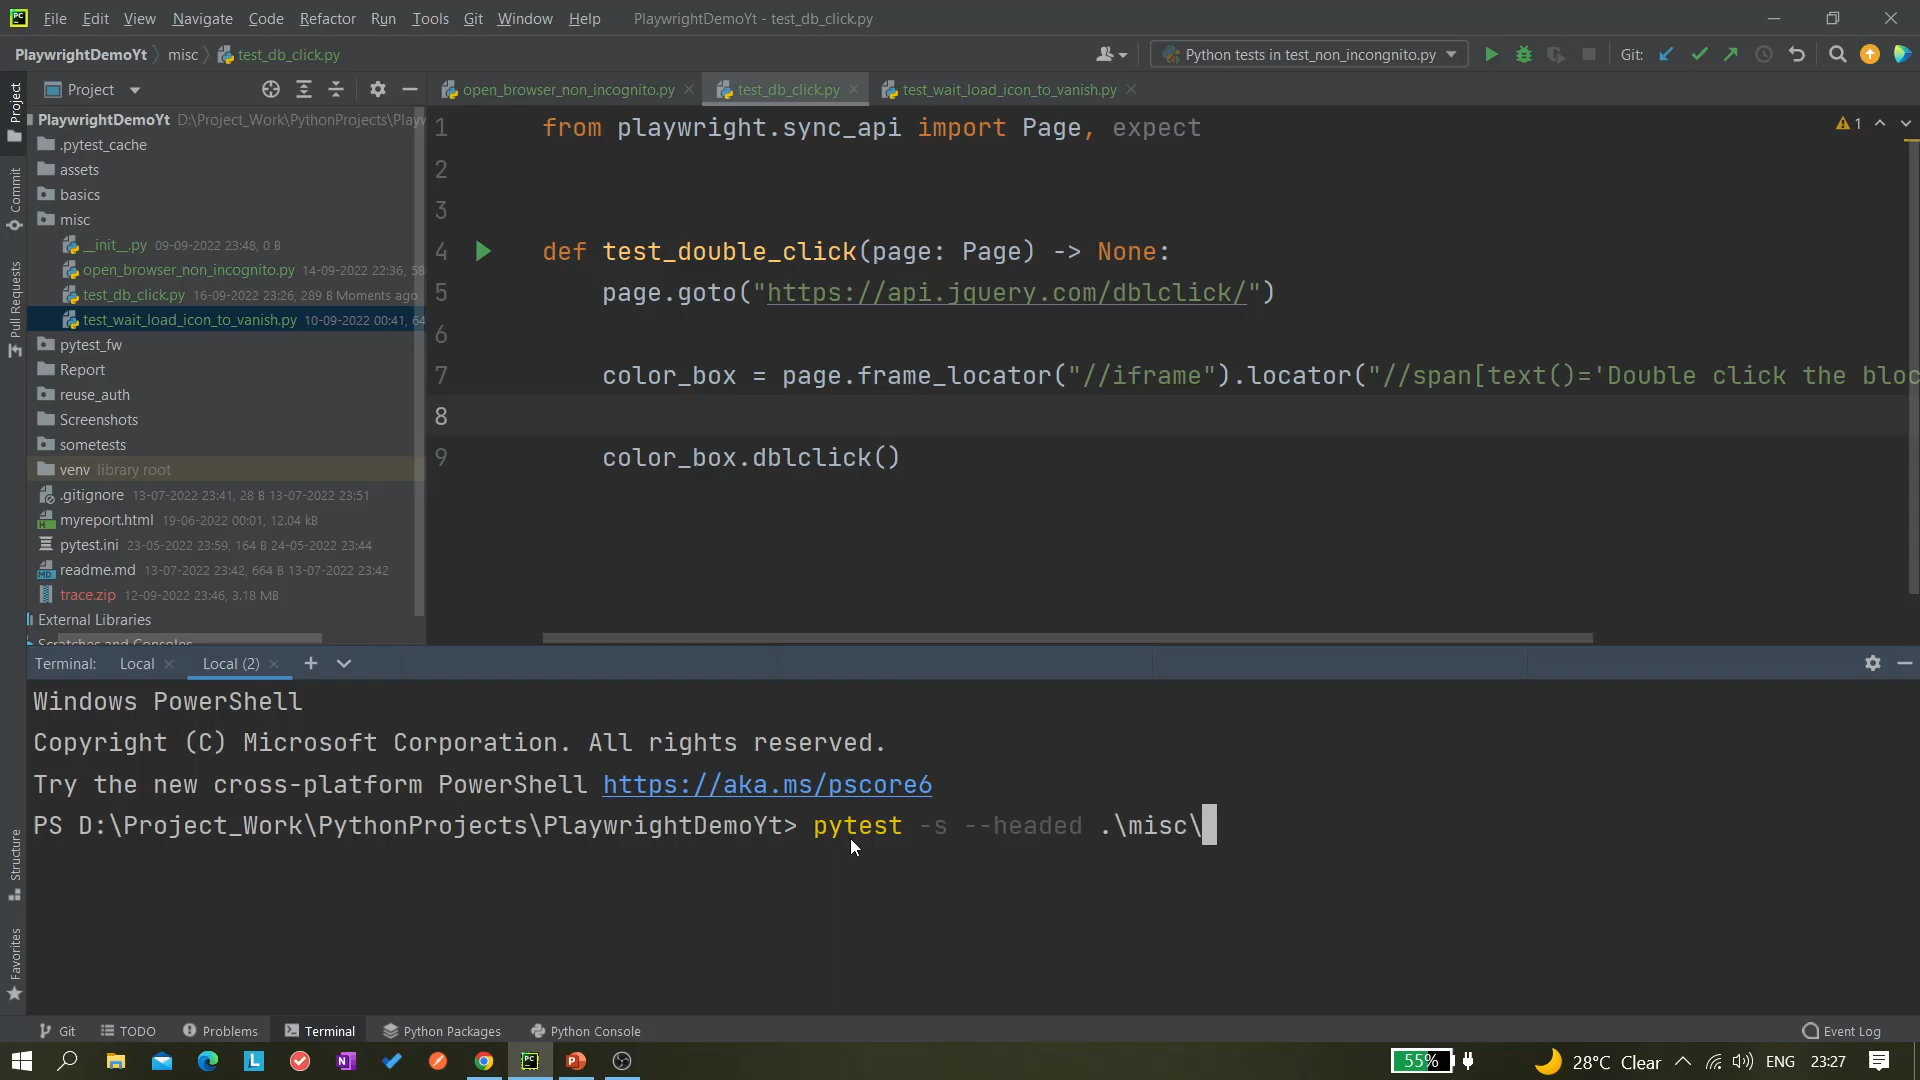 File Edit View Navigate Code Refactor Run Tools Git Window Help PlaywrightDemoYt - test_db_click.py
PlaywrightDemoYt misc test_db_click.py Python tests in test_non_incongnito.py Git:
Project
open_browser_non_incognito.py test_db_click.py test_wait_load_icon_to_vanish.py
PlaywrightDemoYt D:\Project_Work\PythonProjects\Playw
.pytest_cache
assets
basics
misc
__init__.py 09-09-2022 23:48, 0 B
open_browser_non_incognito.py 14-09-2022 22:36, 58
test_db_click.py 16-09-2022 23:26, 289 B Moments ago
test_wait_load_icon_to_vanish.py 10-09-2022 00:41, 64
pytest_fw
Report
reuse_auth
Screenshots
sometests
venv library root
.gitignore 13-07-2022 23:41, 28 B 13-07-2022 23:51
myreport.html 19-06-2022 00:01, 12.04 kB
pytest.ini 23-05-2022 23:59, 164 B 24-05-2022 23:44
readme.md 13-07-2022 23:42, 664 B 13-07-2022 23:42
trace.zip 12-09-2022 23:46, 3.18 MB
External Libraries
Scratches and Consoles
Project
Commit
Pull Requests
Structure
Favorites
1 from playwright.sync_api import Page, expect
2
3
4 def test_double_click(page: Page) -> None:
5 page.goto("https://api.jquery.com/dblclick/")
6
7 color_box = page.frame_locator("//iframe").locator("//span[text()='Double click the bloc
8
9 color_box.dblclick()
1
Terminal: Local Local (2)
Windows PowerShell
Copyright (C) Microsoft Corporation. All rights reserved.
Try the new cross-platform PowerShell https://aka.ms/pscore6
PS D:\Project_Work\PythonProjects\PlaywrightDemoYt> pytest -s --headed .\misc\
Git TODO Problems Terminal Python Packages Python Console Event Log
55% 28°C Clear ENG 23:27